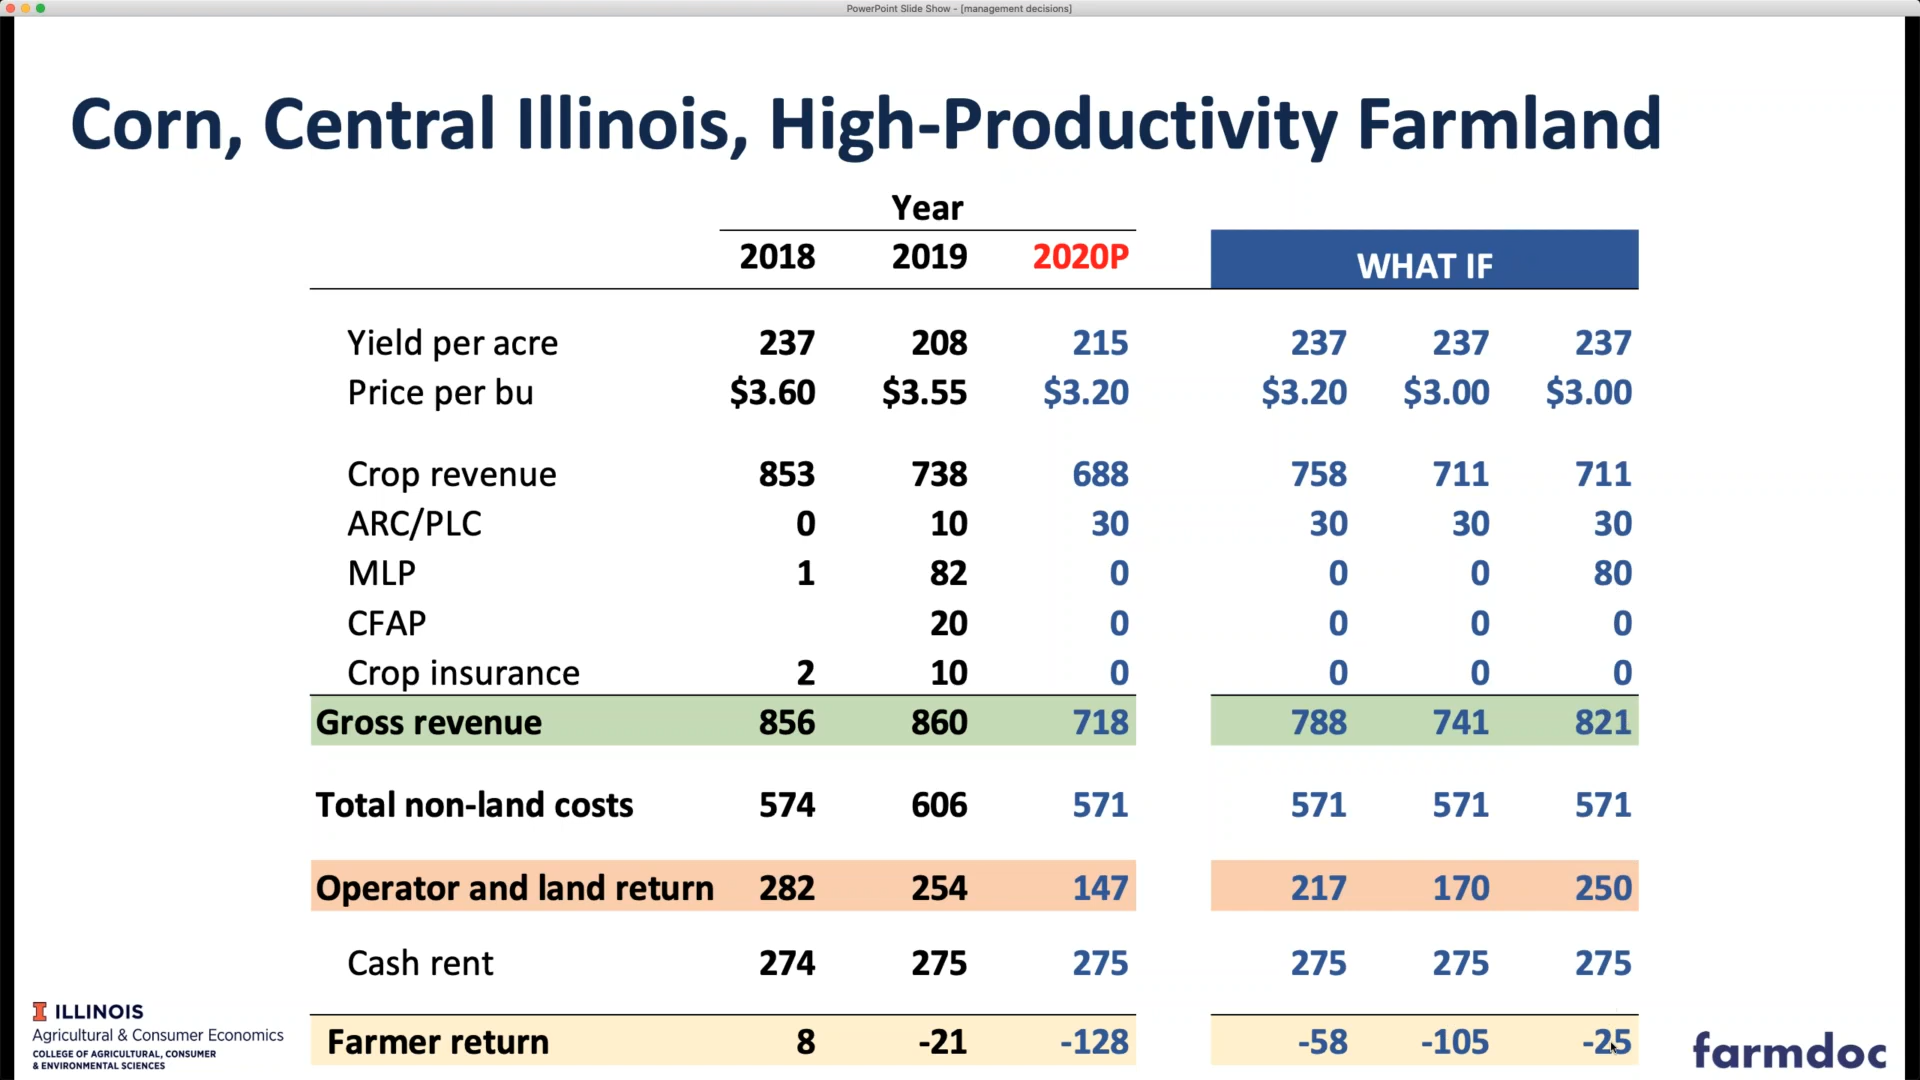 PowerPoint Slide Show - [management decisions]
Corn, Central Illinois, High-Productivity Farmland
Year
2018 2019 2020P WHAT IF
Yield per acre 237 208 215 237 237 237
Price per bu $3.60 $3.55 $3.20 $3.20 $3.00 $3.00
Crop revenue 853 738 688 758 711 711
ARC/PLC 0 10 30 30 30 30
MLP 1 82 0 0 0 80
CFAP 20 0 0 0 0
Crop insurance 2 10 0 0 0 0
Gross revenue 856 860 718 788 741 821
Total non-land costs 574 606 571 571 571 571
Operator and land return 282 254 147 217 170 250
Cash rent 274 275 275 275 275 275
Farmer return 8 -21 -128 -58 -105 -25
I ILLINOIS
Agricultural & Consumer Economics
COLLEGE OF AGRICULTURAL, CONSUMER
& ENVIRONMENTAL SCIENCES
farmdoc